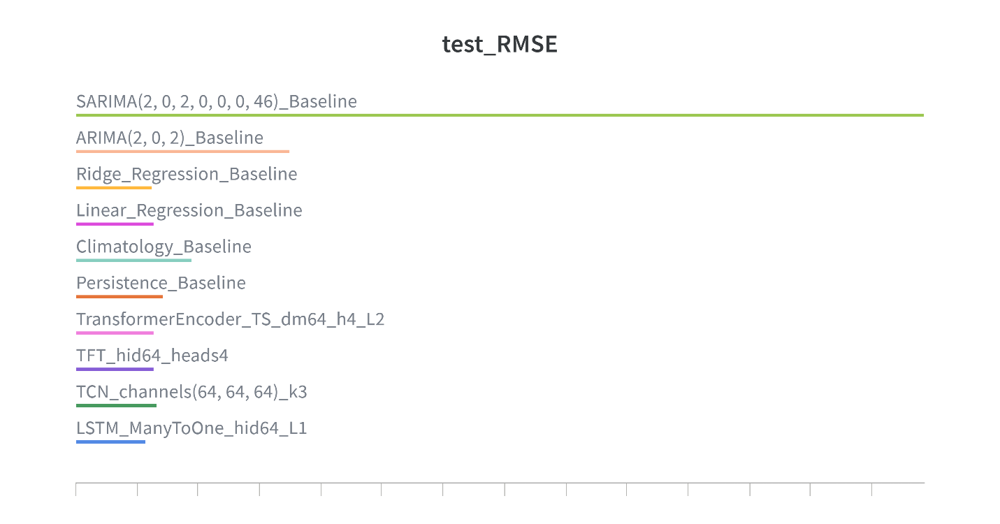 test_RMSE
SARIMA(2, 0, 2, 0, 0, 0, 46)_Baseline
ARIMA(2, 0, 2)_Baseline
Ridge_Regression_Baseline
Linear_Regression_Baseline
Climatology_Baseline
Persistence_Baseline
TransformerEncoder_TS_dm64_h4_L2
TFT_hid64_heads4
TCN_channels(64, 64, 64)_k3
LSTM_ManyToOne_hid64_L1